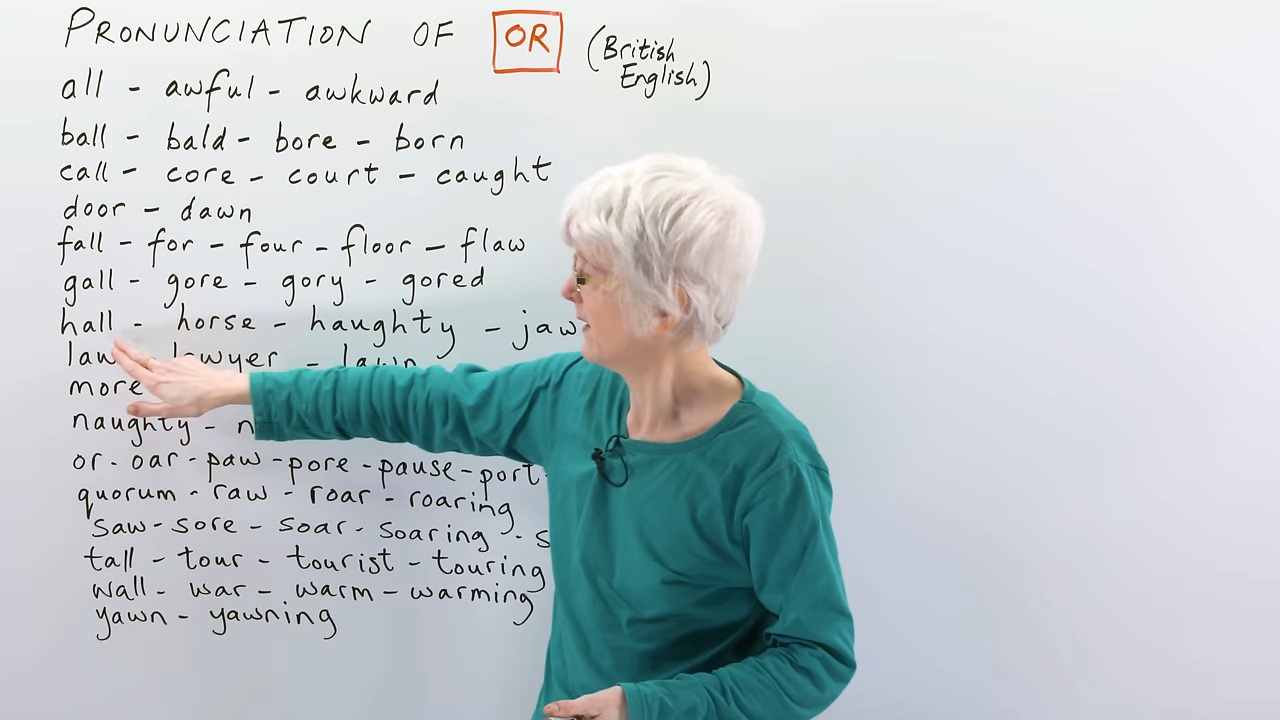 PRONUNCIATION OF OR (British English)
all - awful - awkward
ball - bald - bore - born
call - core - court - caught
door - dawn
fall - for - four - floor - flaw
gall - gore - gory - gored
hall - horse - haughty - jaw
law - lawyer - lawn
more
naughty -
or - oar - paw - pore - pause - port -
quorum - raw - roar - roaring
saw - sore - soar - soaring -
tall - tour - tourist - touring
wall - war - warm - warming
yawn - yawning